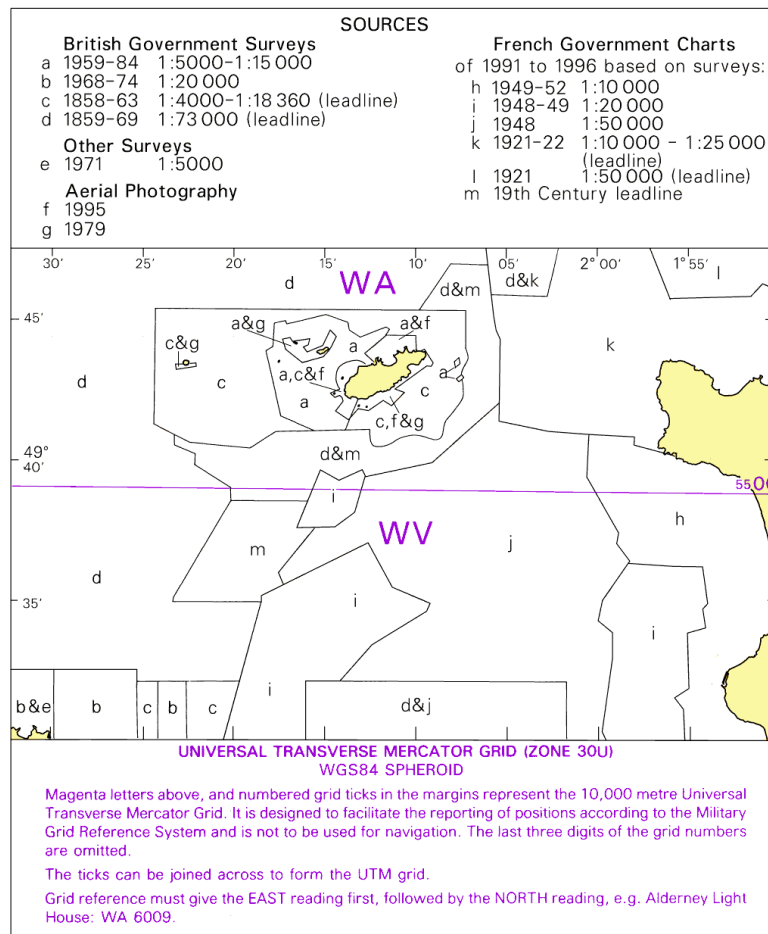 SOURCES
British Government Surveys
a 1959–84 1:5000–1:15 000
b 1968–74 1:20 000
c 1858–63 1:4000–1:18 360 (leadline)
d 1859–69 1:73 000 (leadline)
Other Surveys
e 1971 1:5000
Aerial Photography
f 1995
g 1979
French Government Charts
of 1991 to 1996 based on surveys:
h 1949–52 1:10 000
i 1948–49 1:20 000
j 1948 1:50 000
k 1921–22 1:10 000 – 1:25 000
(leadline)
l 1921 1:50 000 (leadline)
m 19th Century leadline
30' 25' 20' 15' 10' 05' 2° 00' 1° 55'
d WA d&m d&k l
45'
a&g a a&f
c&g k
d c a,c&f a c
a c,f&g
49°
40'
d&m
i 5500
WV h
m j
d
35'
i i
b&e b c b c i d&j
UNIVERSAL TRANSVERSE MERCATOR GRID (ZONE 30U)
WGS84 SPHEROID
Magenta letters above, and numbered grid ticks in the margins represent the 10,000 metre Universal
Transverse Mercator Grid. It is designed to facilitate the reporting of positions according to the Military
Grid Reference System and is not to be used for navigation. The last three digits of the grid numbers
are omitted.
The ticks can be joined across to form the UTM grid.
Grid reference must give the EAST reading first, followed by the NORTH reading, e.g. Alderney Light
House: WA 6009.